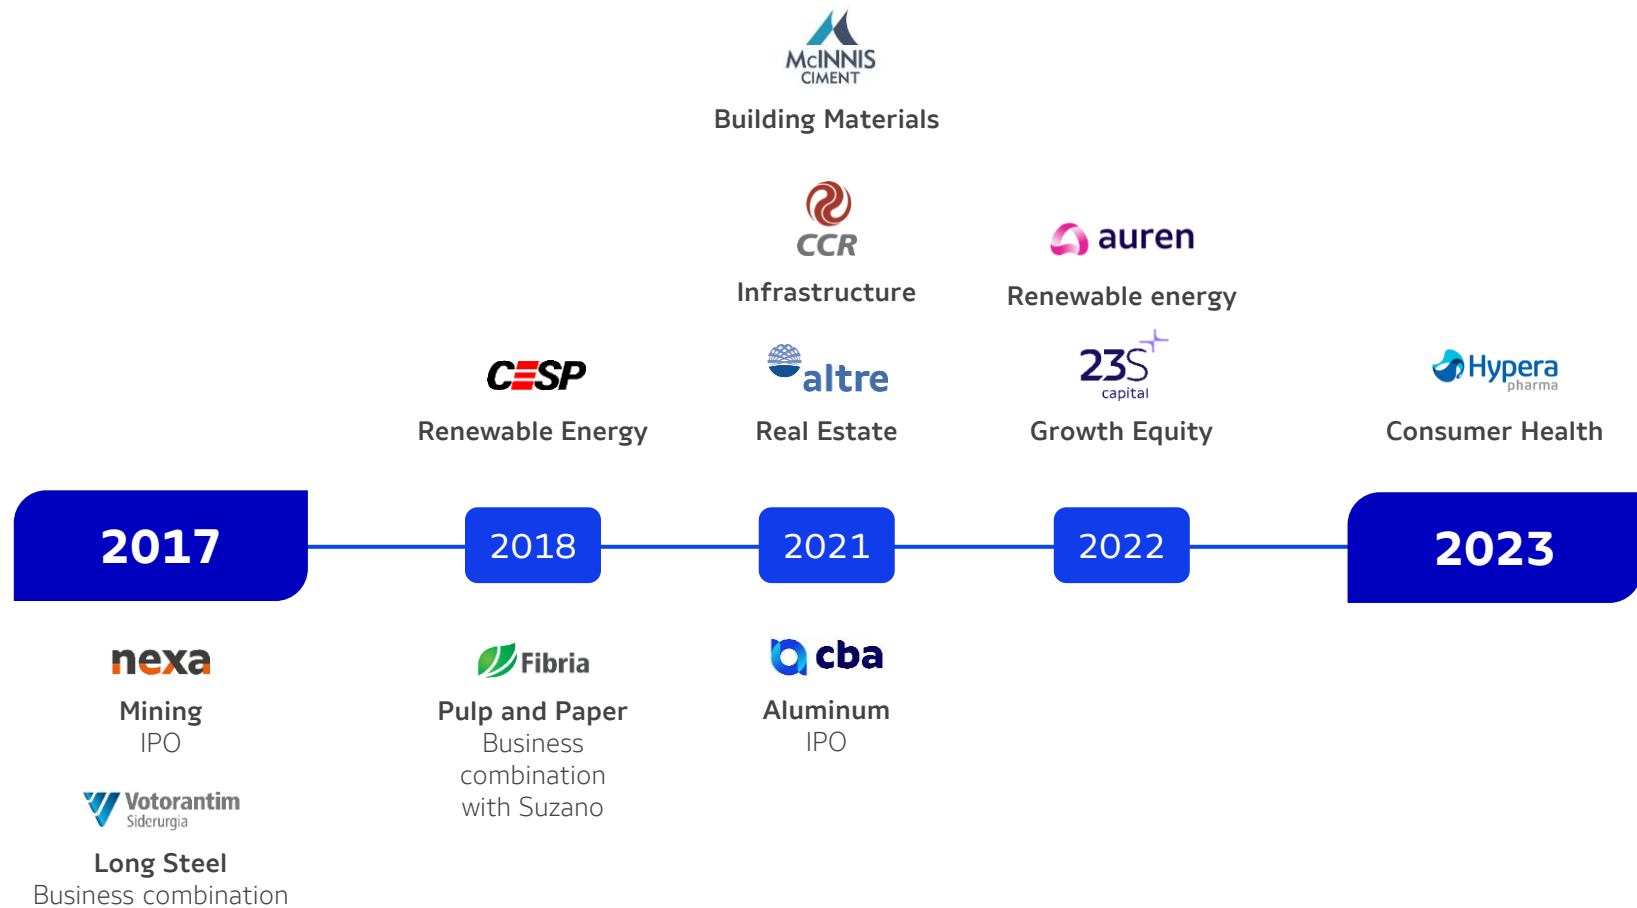 McINNIS
CIMENT
Building Materials
CCR
Infrastructure
auren
Renewable energy
CESP
Renewable Energy
altre
Real Estate
23S
capital
Growth Equity
Hypera
pharma
Consumer Health
2017
2018
2021
2022
2023
nexa
Mining
IPO
Votorantim
Siderurgia
Long Steel
Business combination
Fibria
Pulp and Paper
Business
combination
with Suzano
cba
Aluminum
IPO